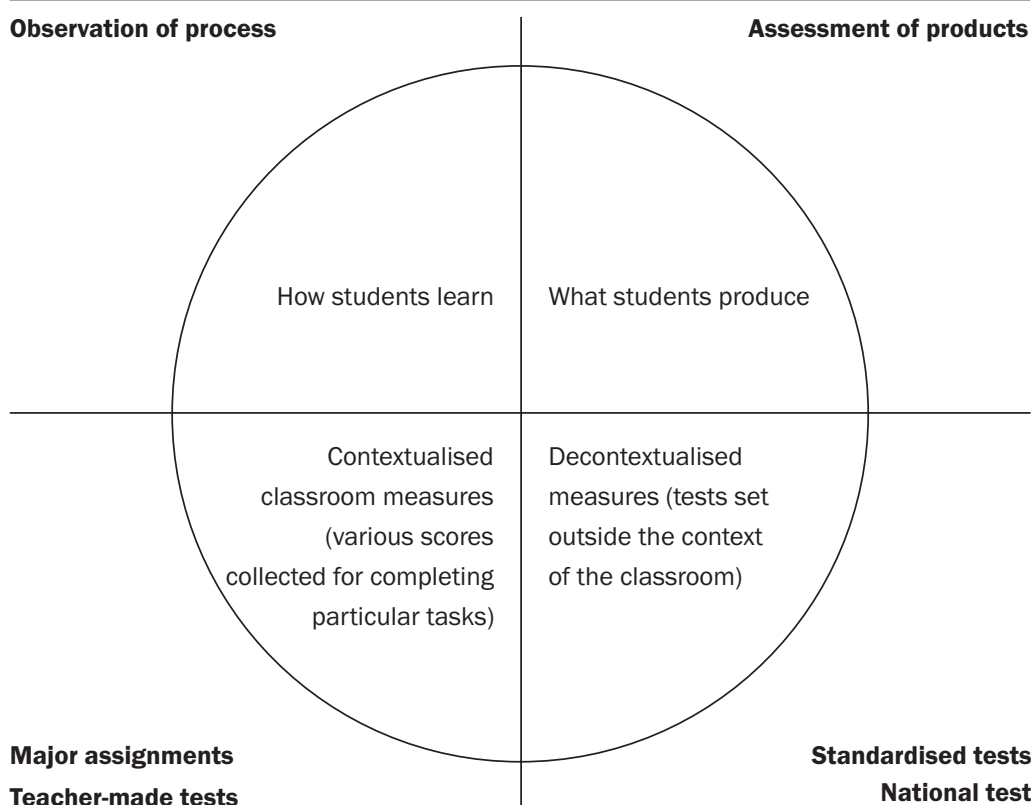 Observation of process
Assessment of products
How students learn
What students produce
Contextualised
classroom measures
(various scores
collected for completing
particular tasks)
Decontextualised
measures (tests set
outside the context
of the classroom)
Major assignments
Teacher-made tests
Standardised tests
National test